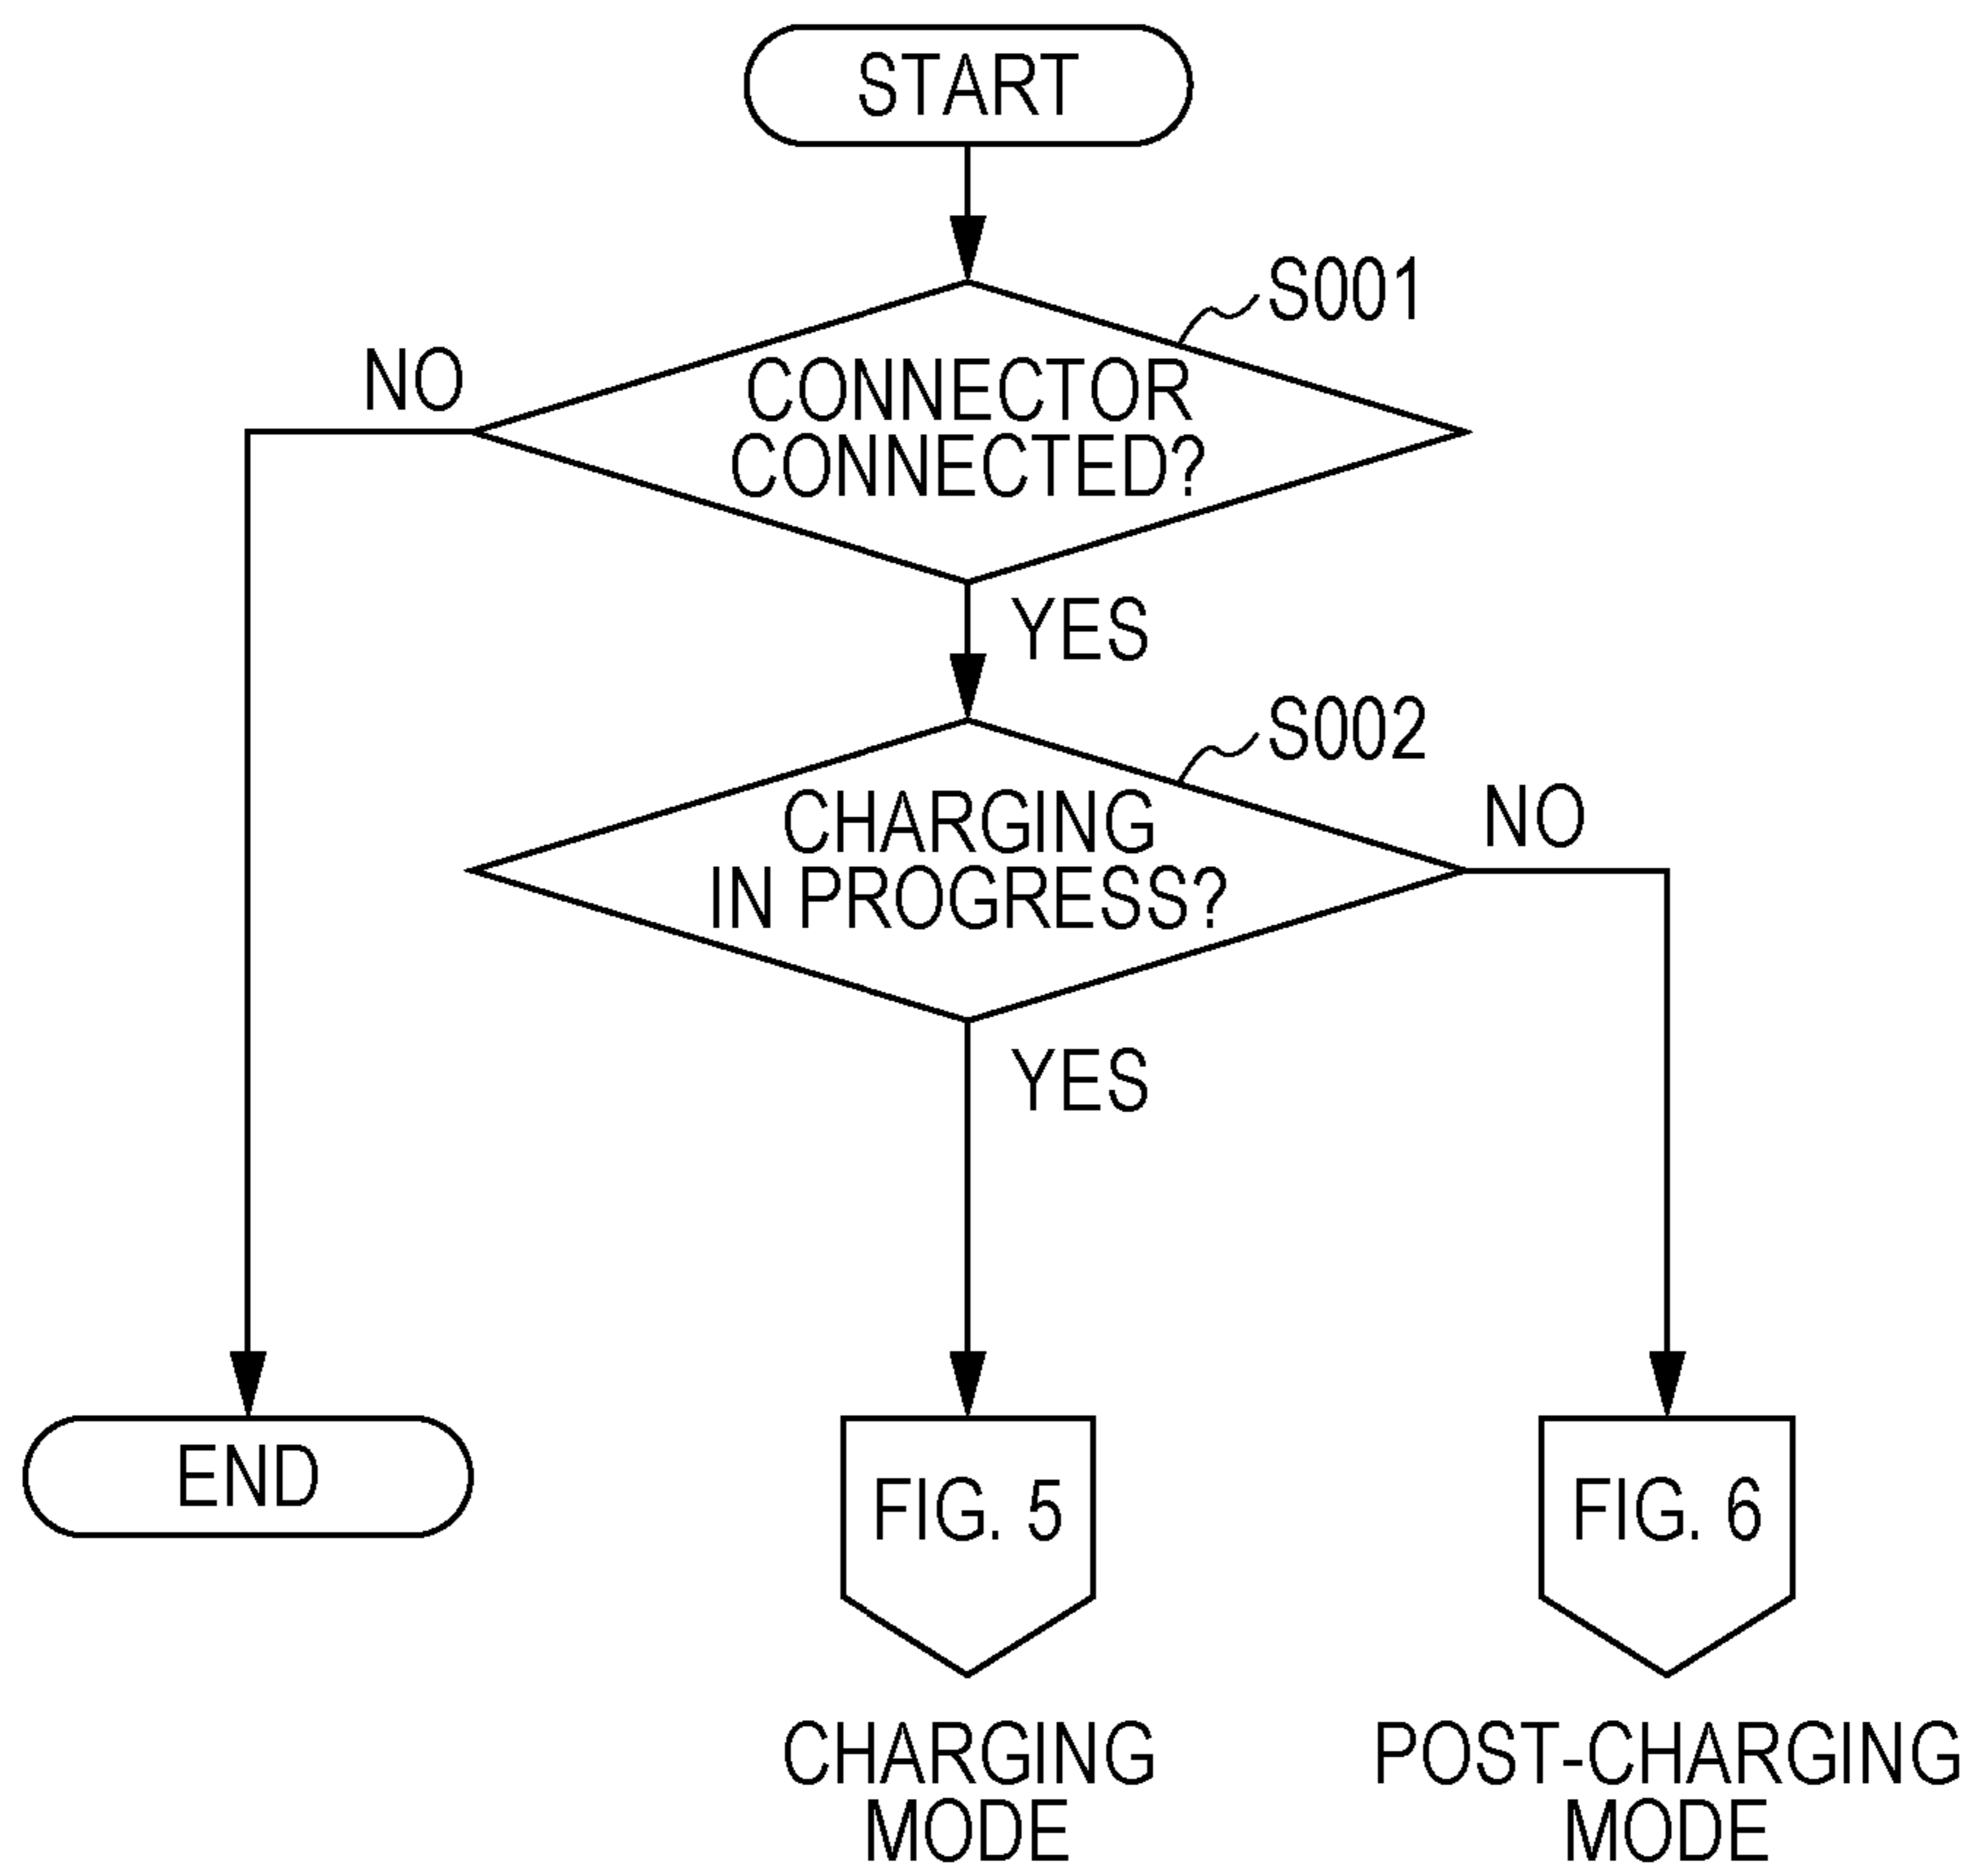 START
S001
NO
CONNECTOR
CONNECTED?
YES
S002
CHARGING
IN PROGRESS?
NO
YES
END
FIG. 5
FIG. 6
CHARGING
MODE
POST-CHARGING
MODE